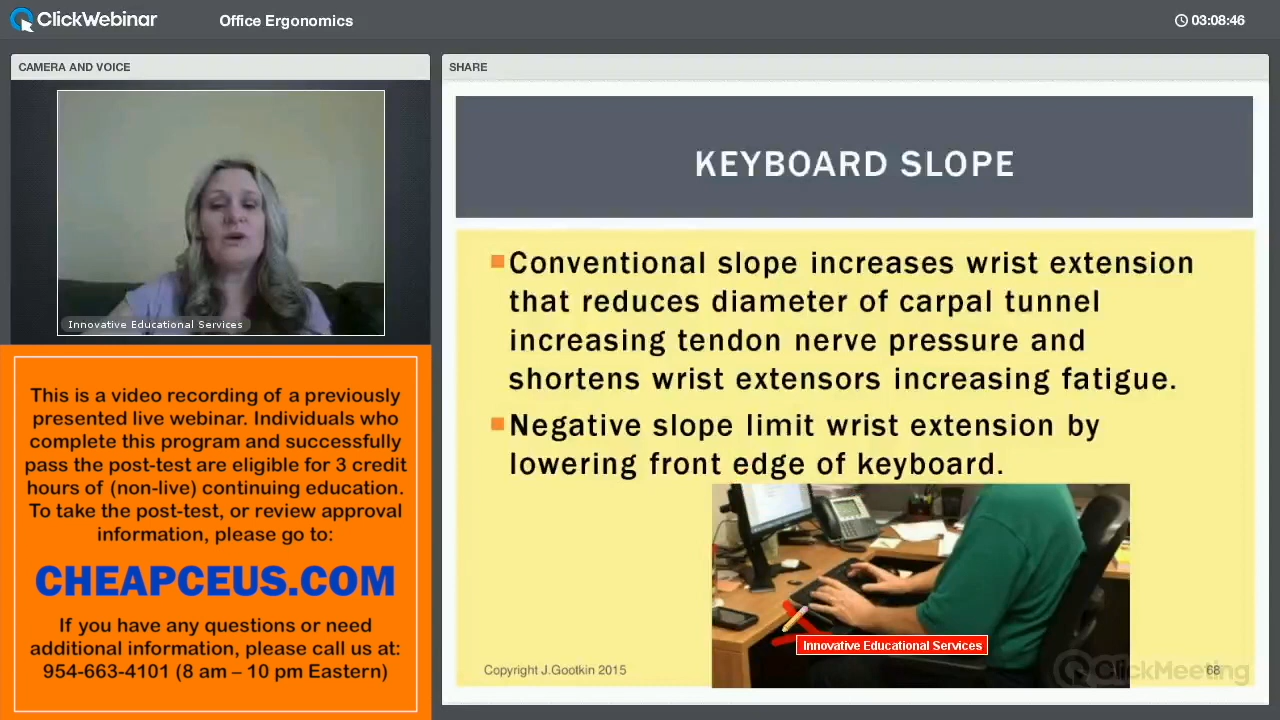 ClickWebinar
Office Ergonomics
03:08:46
CAMERA AND VOICE
Innovative Educational Services
This is a video recording of a previously
presented live webinar. Individuals who
complete this program and successfully
pass the post-test are eligible for 3 credit
hours of (non-live) continuing education.
To take the post-test, or review approval
information, please go to:
CHEAPCEUS.COM
If you have any questions or need
additional information, please call us at:
954-663-4101 (8 am – 10 pm Eastern)
SHARE
KEYBOARD SLOPE
Conventional slope increases wrist extension
that reduces diameter of carpal tunnel
increasing tendon nerve pressure and
shortens wrist extensors increasing fatigue.
Negative slope limit wrist extension by
lowering front edge of keyboard.
Innovative Educational Services
Copyright J.Gootkin 2015
68
ClickMeeting